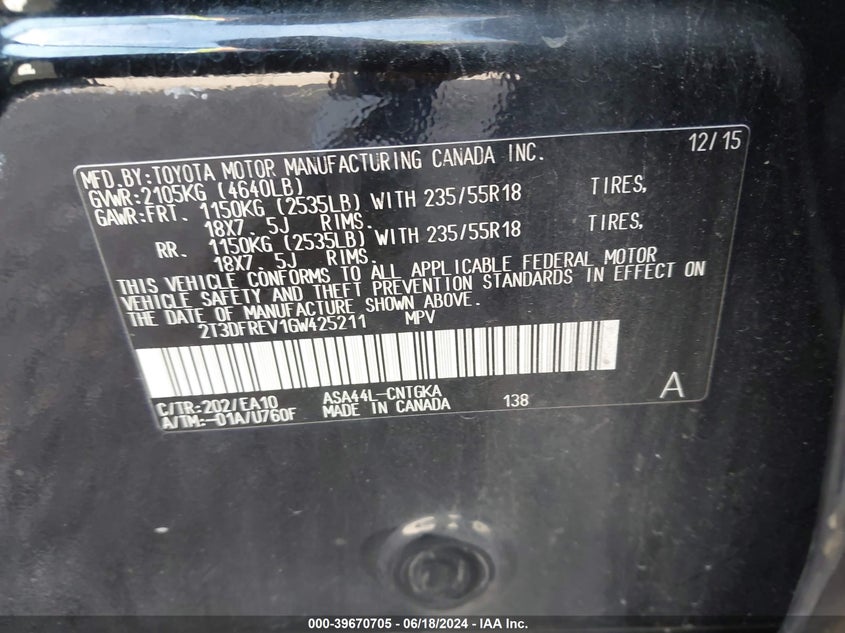 12/15
MFD.BY:TOYOTA MOTOR MANUFACTURING CANADA INC.
GVWR:2105KG (4640LB)
GAWR:FRT. 1150KG (2535LB) WITH 235/55R18 TIRES,
18X7.5J RIMS.
RR. 1150KG (2535LB) WITH 235/55R18 TIRES,
18X7.5J RIMS.
THIS VEHICLE CONFORMS TO ALL APPLICABLE FEDERAL MOTOR
VEHICLE SAFETY AND THEFT PREVENTION STANDARDS IN EFFECT ON
THE DATE OF MANUFACTURE SHOWN ABOVE.
2T3DFREV1GW425211 MPV
C/TR:202/EA10 ASA44L-CNTGKA A
A/TM:-01A/U760F MADE IN CANADA 138
000-39670705 - 06/18/2024 - IAA Inc.